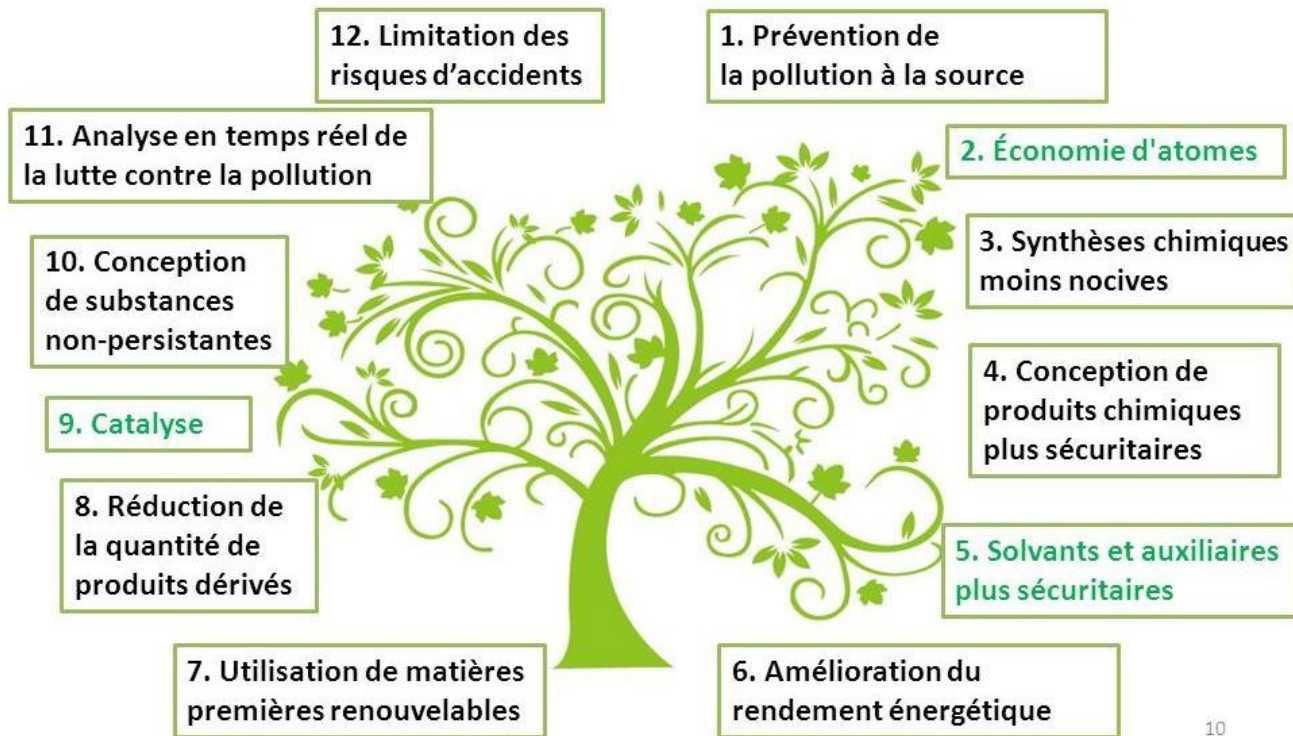 12. Limitation des
risques d’accidents
1. Prévention de
la pollution à la source
11. Analyse en temps réel de
la lutte contre la pollution
2. Économie d'atomes
10. Conception
de substances
non-persistantes
3. Synthèses chimiques
moins nocives
9. Catalyse
4. Conception de
produits chimiques
plus sécuritaires
8. Réduction de
la quantité de
produits dérivés
5. Solvants et auxiliaires
plus sécuritaires
7. Utilisation de matières
premières renouvelables
6. Amélioration du
rendement énergétique
10